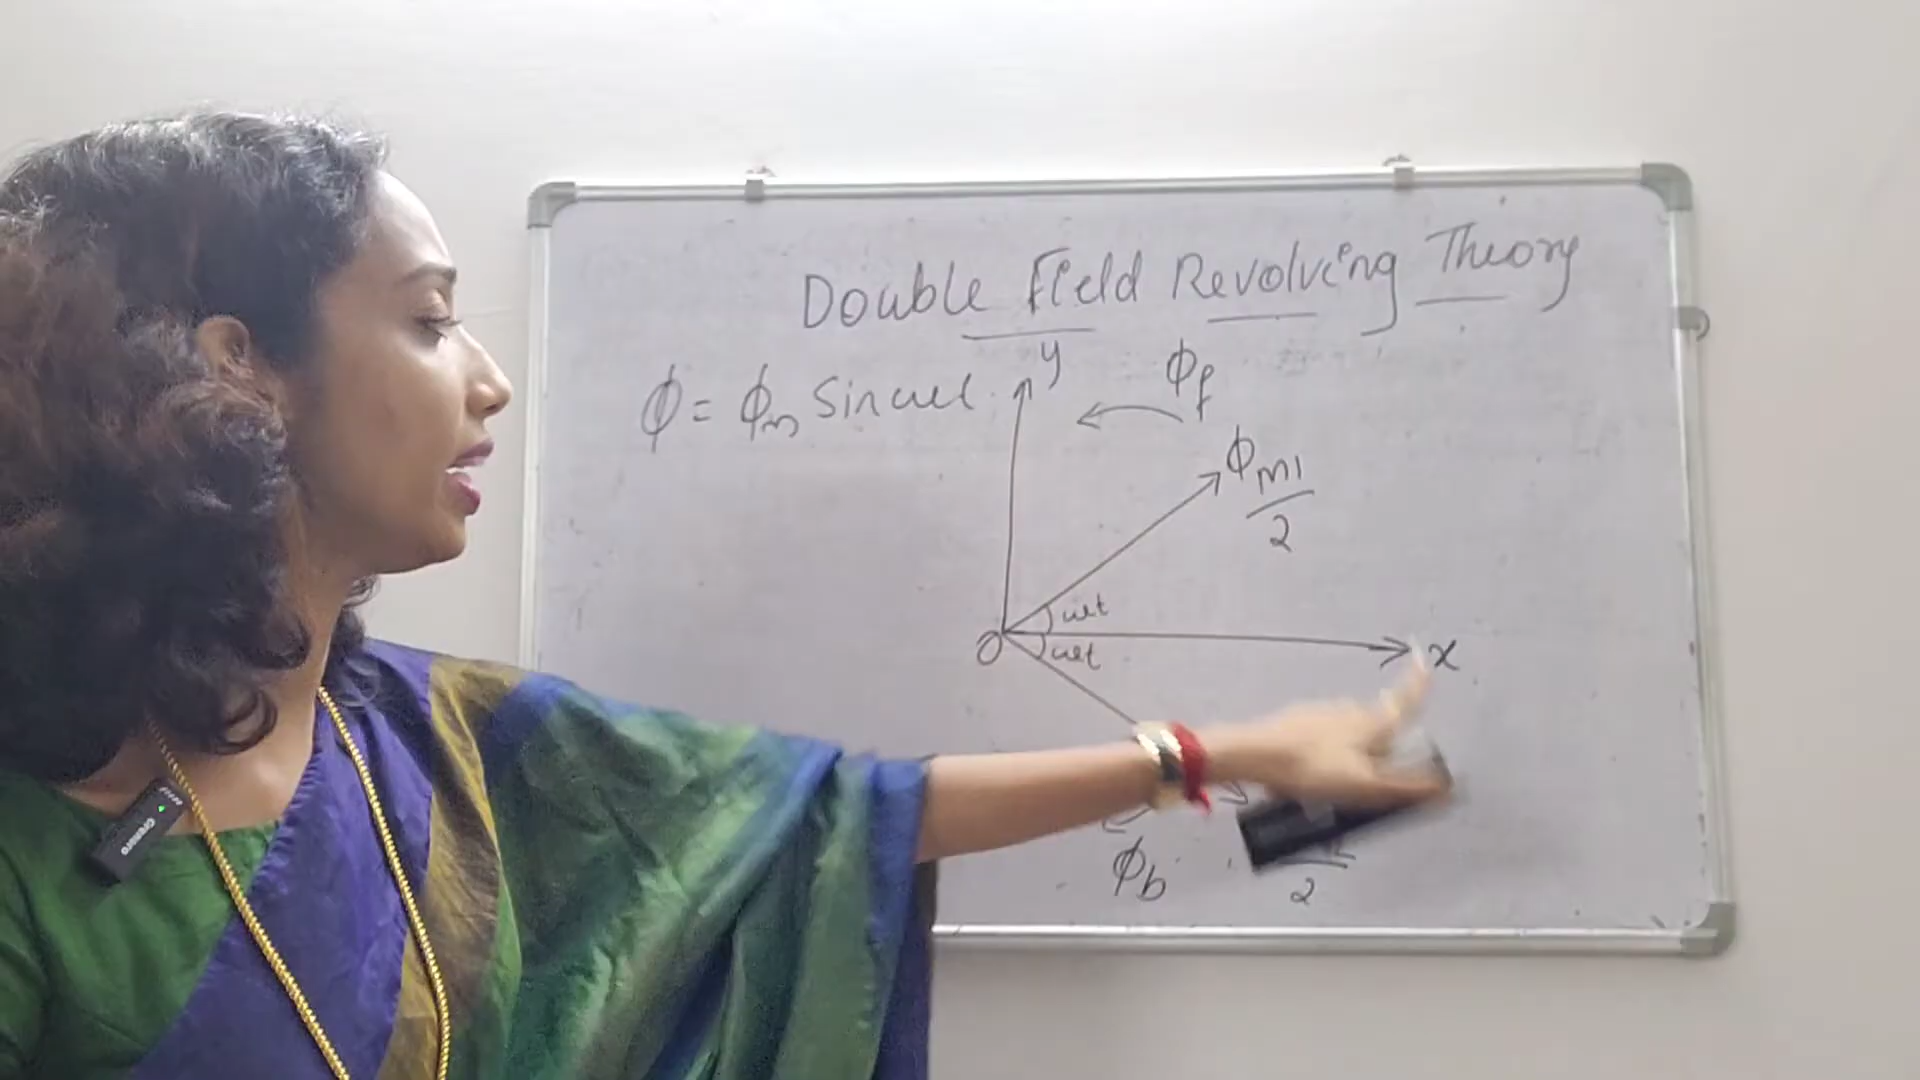 Double Field Revolving Theory
ϕ = ϕm Sin ωt
y
ϕf
ϕM1
2
ωt
O
ωt
x
ϕb
2